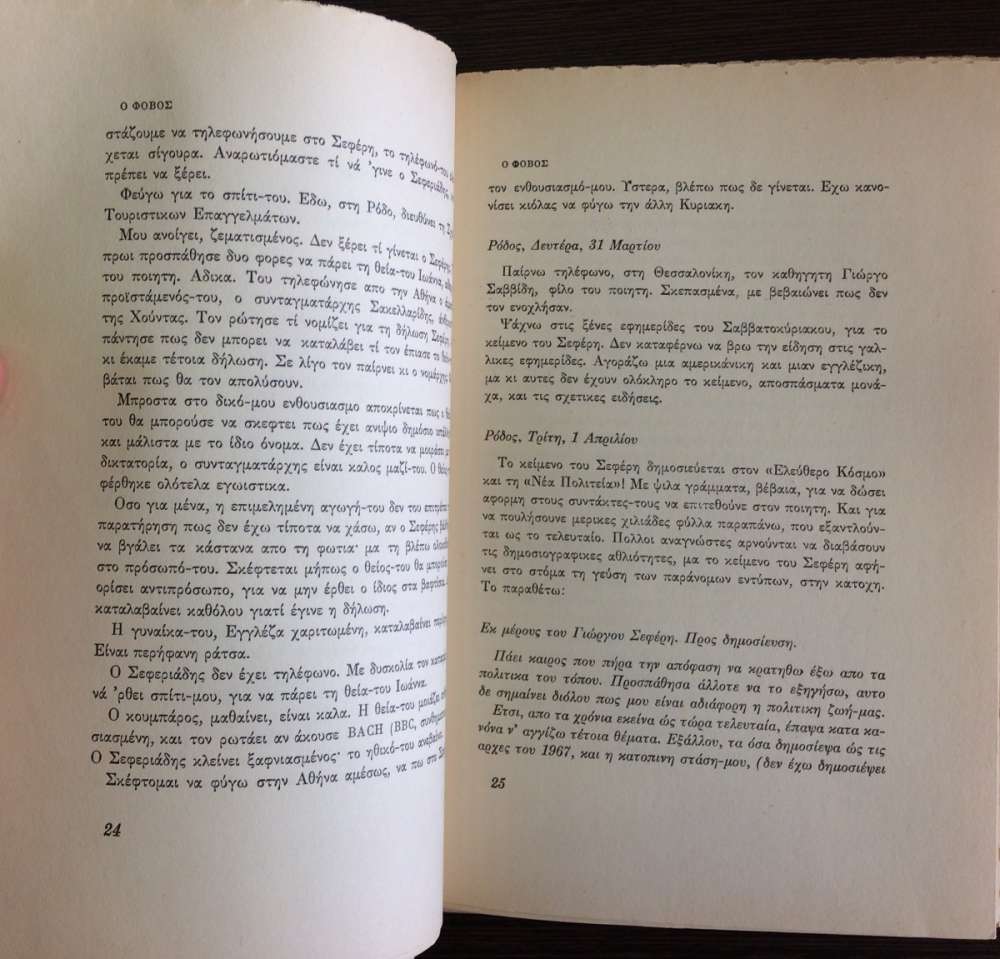 Ο ΦΟΒΟΣ
στάζουμε να τηλεφωνήσουμε στο Σεφέρη, το τηλέφωνό-του
χεται σίγουρα. Αναρωτιόμαστε τί νά 'γινε ο Σεφεριάδης,
πρέπει να ξέρει.
Φεύγω για το σπίτι-του. Εδω, στη Ρόδο, διευθύνει τη
Τουριστικων Επαγγελμάτων.
Μου ανοίγει, ζεματισμένος. Δεν ξέρει τί γίνεται ο Σεφέρης,
πρωι προσπάθησε δυο φορες να πάρει τη θεία-του Ιωάννα,
του ποιητη. Αδικα. Του τηλεφώνησε απο την Αθήνα ο
προϊστάμενός-του, ο συνταγματάρχης Σακελλαρίδης,
της Χούντας. Τον ρώτησε τί νομίζει για τη δήλωση Σεφέρη,
πάντησε πως δεν μπορει να καταλάβει τί τον έπιασε το
κι έκαμε τέτοια δήλωση. Σε λίγο τον παίρνει κι ο νομάρχης
βάται πως θα τον απολύσουν.
Μπροστα στο δικό-μου ενθουσιασμο αποκρίνεται πως ο
του θα μπορούσε να σκεφτει πως έχει ανιψιο δημόσιο
και μάλιστα με το ίδιο όνομα. Δεν έχει τίποτα να μοιράσει
δικτατορία, ο συνταγματάρχης είναι καλος μαζί-του. Ο θείος
φέρθηκε ολότελα εγωιστικα.
Οσο για μένα, η επιμελημένη αγωγή-του δεν του επιτρέπει
παρατήρηση πως δεν έχω τίποτα να χάσω, αν ο Σεφέρης
να βγάλει τα κάστανα απο τη φωτια· μα τη βλέπω
στο πρόσωπό-του. Σκέφτεται μήπως ο θείος-του θα μπορούσε
ορίσει αντιπρόσωπο, για να μην έρθει ο ίδιος στα βαφτίσια.
καταλαβαίνει καθόλου γιατί έγινε η δήλωση.
Η γυναίκα-του, Εγγλέζα χαριτωμένη, καταλαβαίνει
Είναι περήφανη ράτσα.
Ο Σεφεριάδης δεν έχει τηλέφωνο. Με δυσκολία τον
νά 'ρθει σπίτι-μου, για να πάρει τη θεία-του Ιωάννα.
Ο κουμπάρος, μαθαίνει, είναι καλα. Η θεία-του μοιάζει
σιασμένη, και τον ρωτάει αν άκουσε BACH (BBC,
Ο Σεφεριάδης κλείνει ξαφνιασμένος· το ηθικό-του
Σκέφτομαι να φύγω στην Αθήνα αμέσως, να πω στο
24
Ο ΦΟΒΟΣ
τον ενθουσιασμό-μου. Υστερα, βλέπω πως δε γίνεται. Εχω κανο-
νίσει κιόλας να φύγω την άλλη Κυριακη.
Ρόδος, Δευτέρα, 31 Μαρτίου
Παίρνω τηλέφωνο, στη Θεσσαλονίκη, τον καθηγητη Γιώργο
Σαββίδη, φίλο του ποιητη. Σκεπασμένα, με βεβαιώνει πως δεν
τον ενοχλήσαν.
Ψάχνω στις ξένες εφημερίδες του Σαββατοκύριακου, για το
κείμενο του Σεφέρη. Δεν καταφέρνω να βρω την είδηση στις γαλ-
λικες εφημερίδες. Αγοράζω μια αμερικάνικη και μιαν εγγλέζικη,
μα κι αυτες δεν έχουν ολόκληρο το κείμενο, αποσπάσματα μονά-
χα, και τις σχετικες ειδήσεις.
Ρόδος, Τρίτη, 1 Απριλίου
Το κείμενο του Σεφέρη δημοσιεύεται στον «Ελεύθερο Κόσμο»
και τη «Νέα Πολιτεία»! Με ψιλα γράμματα, βέβαια, για να δώσει
αφορμη στους συντάκτες-τους να επιτεθούνε στον ποιητη. Και για
να πουλήσουνε μερικες χιλιάδες φύλλα παραπάνω, που εξαντλούν-
ται ως το τελευταίο. Πολλοι αναγνώστες αρνούνται να διαβάσουν
τις δημοσιογραφικες αθλιότητες, μα το κείμενο του Σεφέρη αφή-
νει στο στόμα τη γεύση των παράνομων εντύπων, στην κατοχη.
Το παραθέτω:
Εκ μέρους του Γιώργου Σεφέρη. Προς δημοσίευση.
Πάει καιρος που πήρα την απόφαση να κρατηθω έξω απο τα
πολιτικα του τόπου. Προσπάθησα άλλοτε να το εξηγήσω, αυτο
δε σημαίνει διόλου πως μου είναι αδιάφορη η πολιτικη ζωή-μας.
Ετσι, απο τα χρόνια εκείνα ώς τώρα τελευταία, έπαψα κατα κα-
νόνα ν' αγγίζω τέτοια θέματα. Εξάλλου, τα όσα δημοσίεψα ώς τις
αρχες του 1967, και η κατοπινη στάση-μου, (δεν έχω δημοσιέψει
25